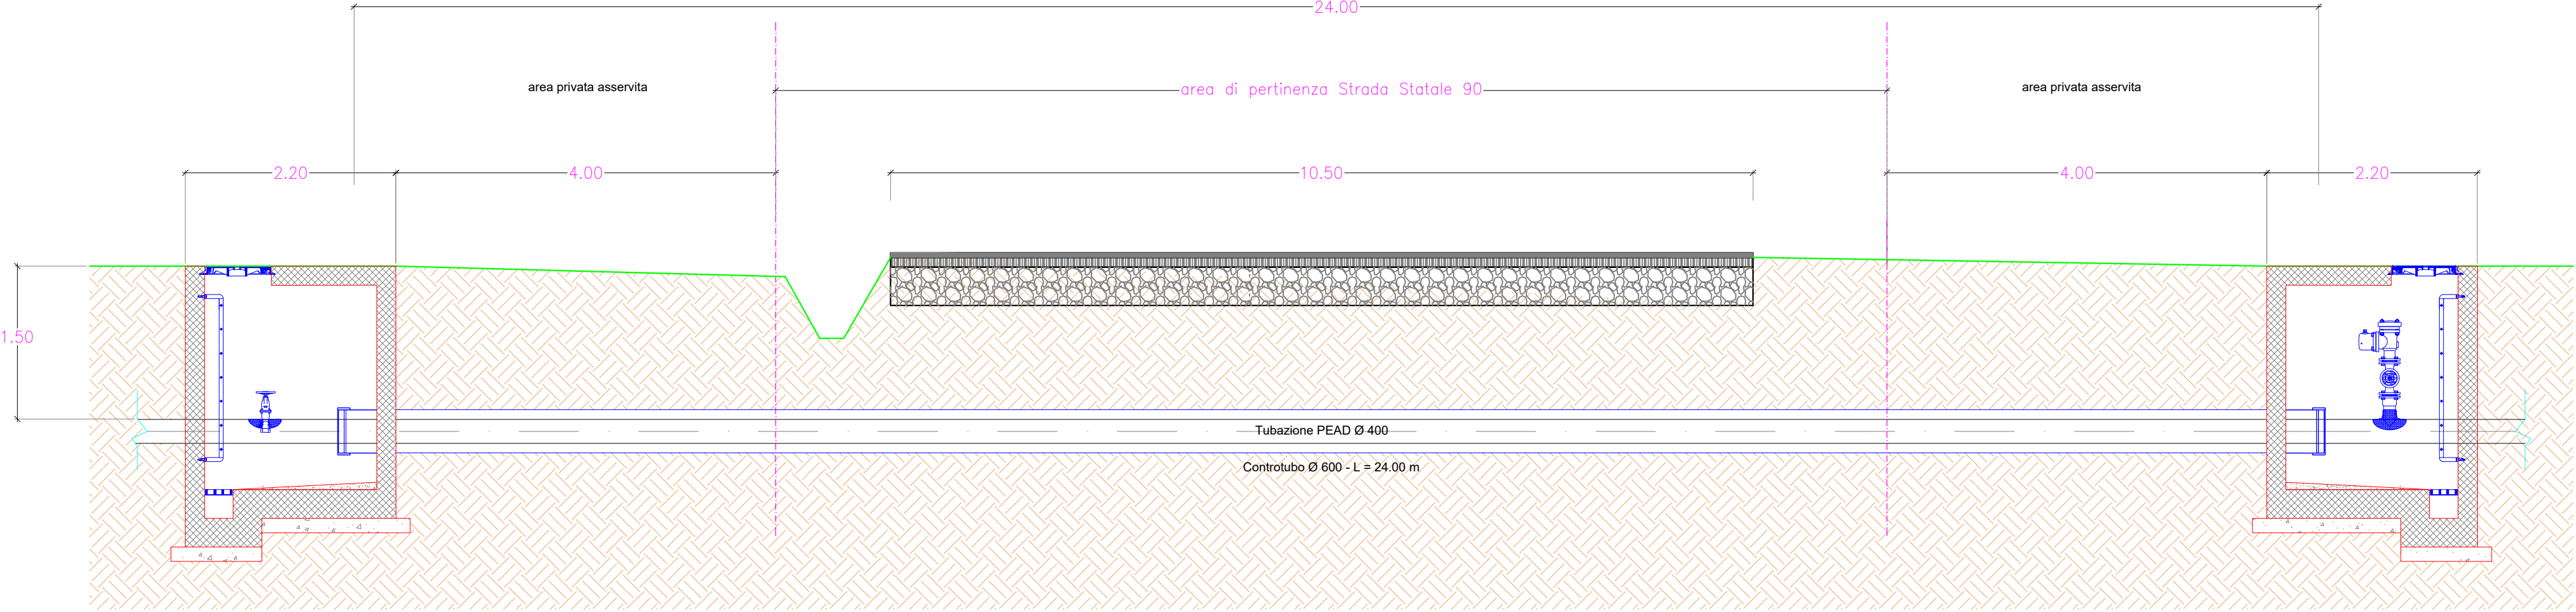 24.00
area privata asservita
area di pertinenza Strada Statale 90
area privata asservita
2.20
4.00
10.50
4.00
2.20
1.50
Tubazione PEAD Ø 400
Controtubo Ø 600 - L = 24.00 m